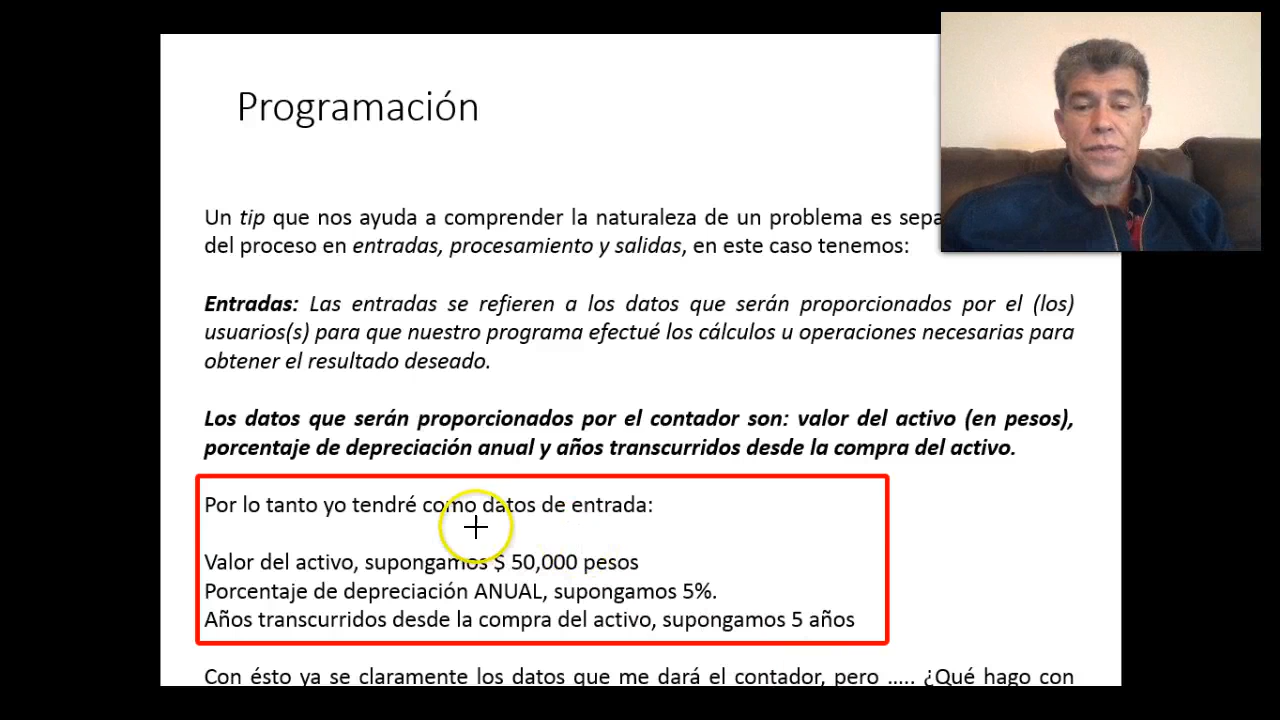 Programación
Un tip que nos ayuda a comprender la naturaleza de un problema es
del proceso en entradas, procesamiento y salidas, en este caso tenemos:
Entradas: Las entradas se refieren a los datos que serán proporcionados por el (los)
usuarios(s) para que nuestro programa efectué los cálculos u operaciones necesarias para
obtener el resultado deseado.
Los datos que serán proporcionados por el contador son: valor del activo (en pesos),
porcentaje de depreciación anual y años transcurridos desde la compra del activo.
Por lo tanto yo tendré como datos de entrada:
Valor del activo, supongamos $ 50,000 pesos
Porcentaje de depreciación ANUAL, supongamos 5%.
Años transcurridos desde la compra del activo, supongamos 5 años
Con ésto ya se claramente los datos que me dará el contador, pero ..... ¿Qué hago con